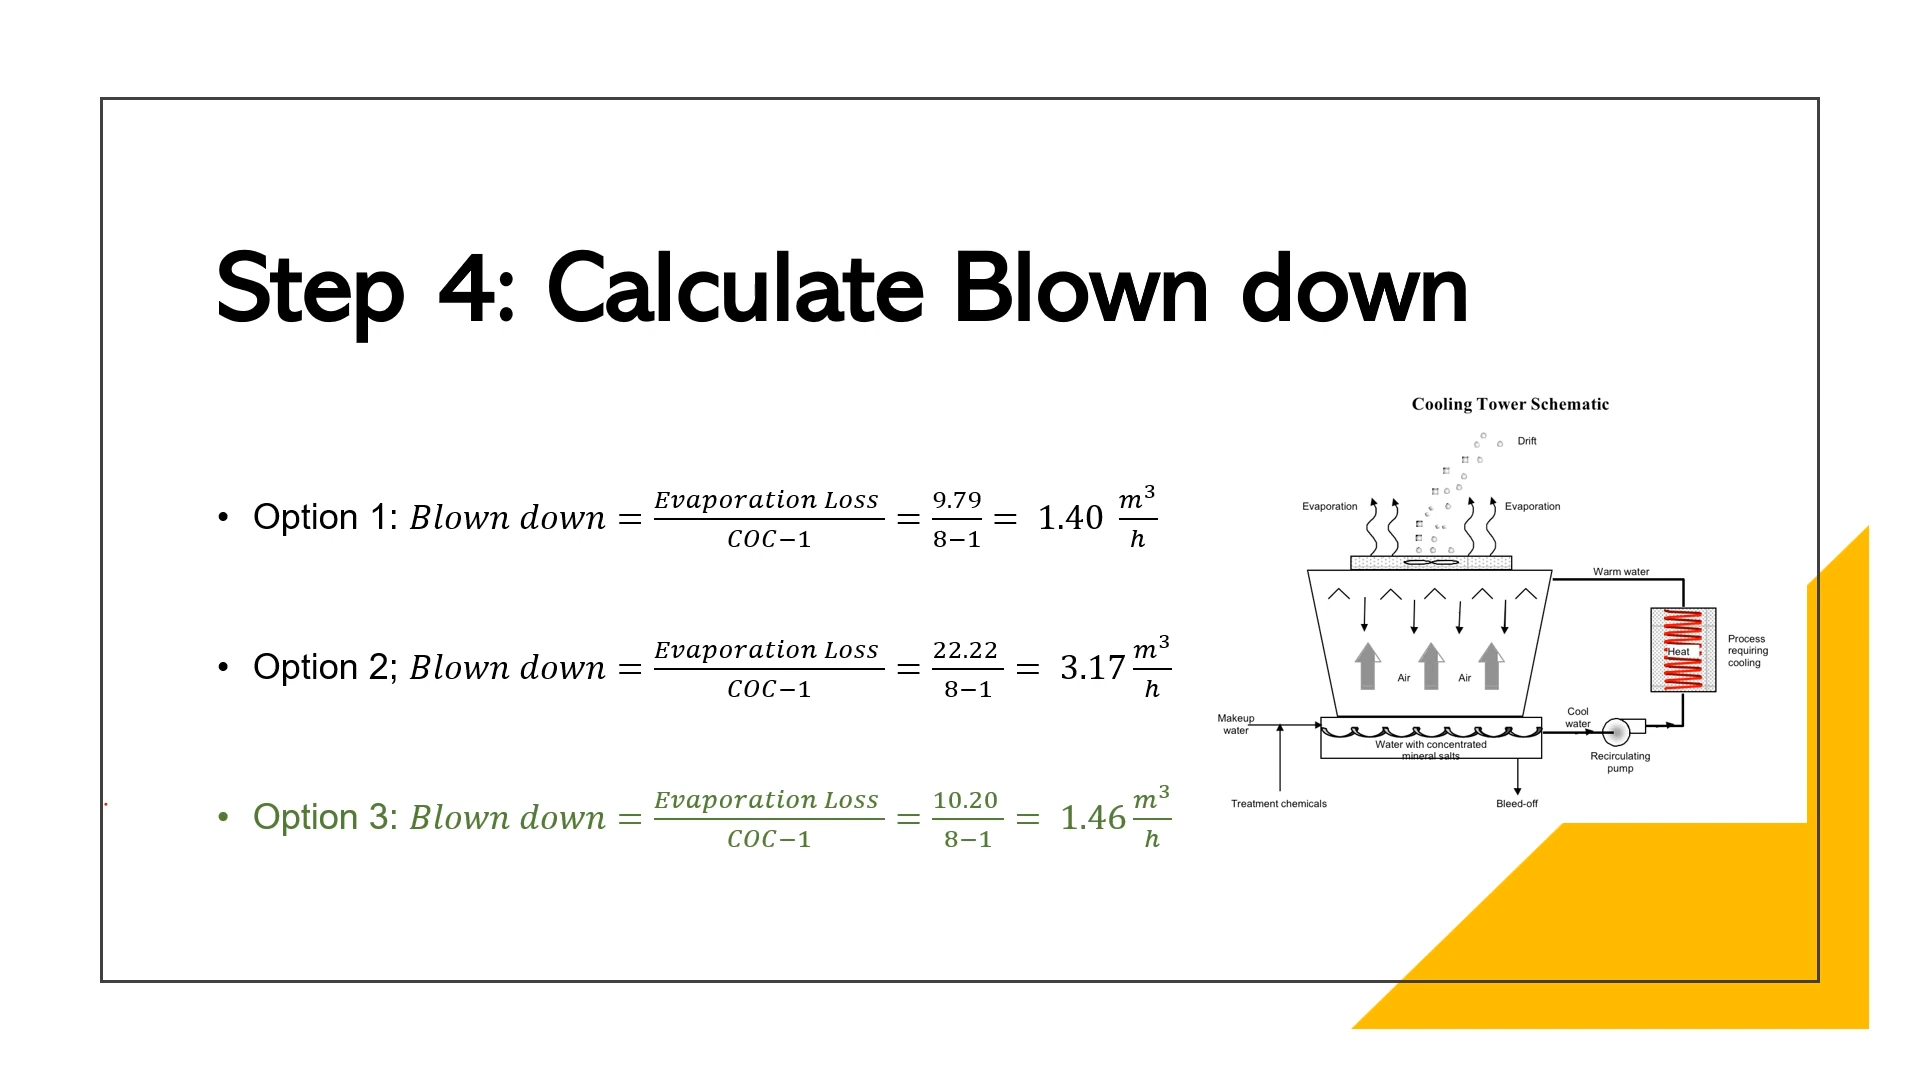 Step 4: Calculate Blown down
• Option 1: Blown down = Evaporation Loss / COC−1 = 9.79 / 8−1 = 1.40 m³/h
• Option 2; Blown down = Evaporation Loss / COC−1 = 22.22 / 8−1 = 3.17 m³/h
• Option 3: Blown down = Evaporation Loss / COC−1 = 10.20 / 8−1 = 1.46 m³/h
Cooling Tower Schematic
Drift
Evaporation
Evaporation
Warm water
Heat
Process
requiring
cooling
Air
Air
Makeup
water
Cool
water
Water with concentrated
mineral salts
Recirculating
pump
Treatment chemicals
Bleed-off